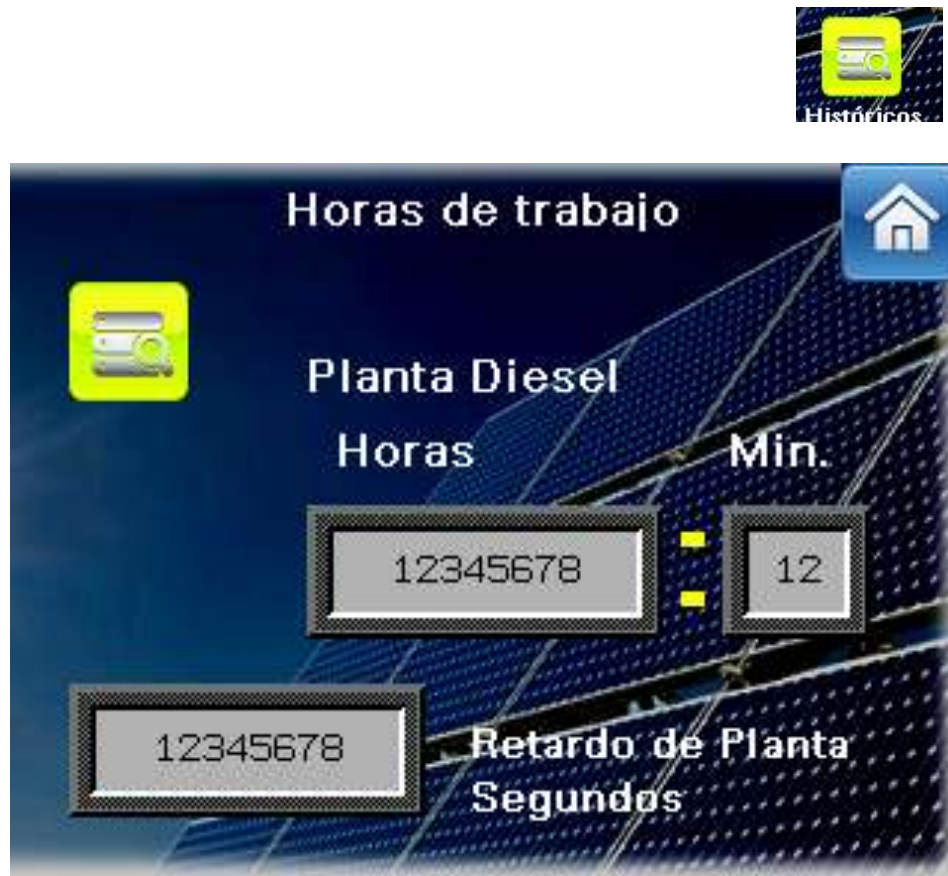 Históricos
Horas de trabajo
Planta Diesel
Horas Min.
12345678 : 12
12345678
Retardo de Planta
Segundos